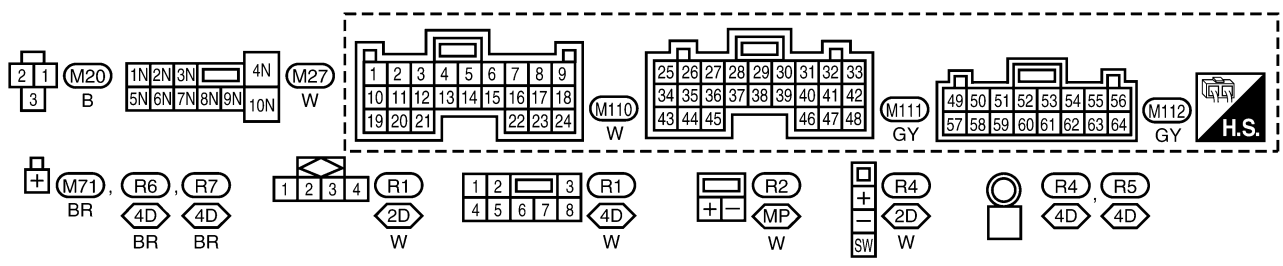 2 1
3
M20
B
1N 2N 3N 4N
5N 6N 7N 8N 9N 10N
M27
W
1 2 3 4 5 6 7 8 9
10 11 12 13 14 15 16 17 18
19 20 21 22 23 24
M110
W
25 26 27 28 29 30 31 32 33
34 35 36 37 38 39 40 41 42
43 44 45 46 47 48
M111
GY
49 50 51 52 53 54 55 56
57 58 59 60 61 62 63 64
M112
GY
H.S.
+
M71 , R6 , R7
BR
4D 4D
BR BR
1 2 3 4
R1
2D
W
1 2 3
4 5 6 7 8
R1
4D
W
+ −
R2
MP
W
+
−
SW
R4
2D
W
R4 , R5
4D 4D